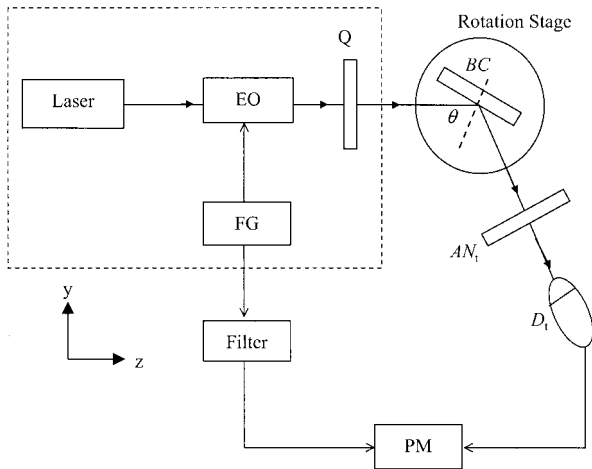 Rotation Stage
Q
BC
Laser
EO
θ
FG
ANt
y
Filter
Dt
z
PM